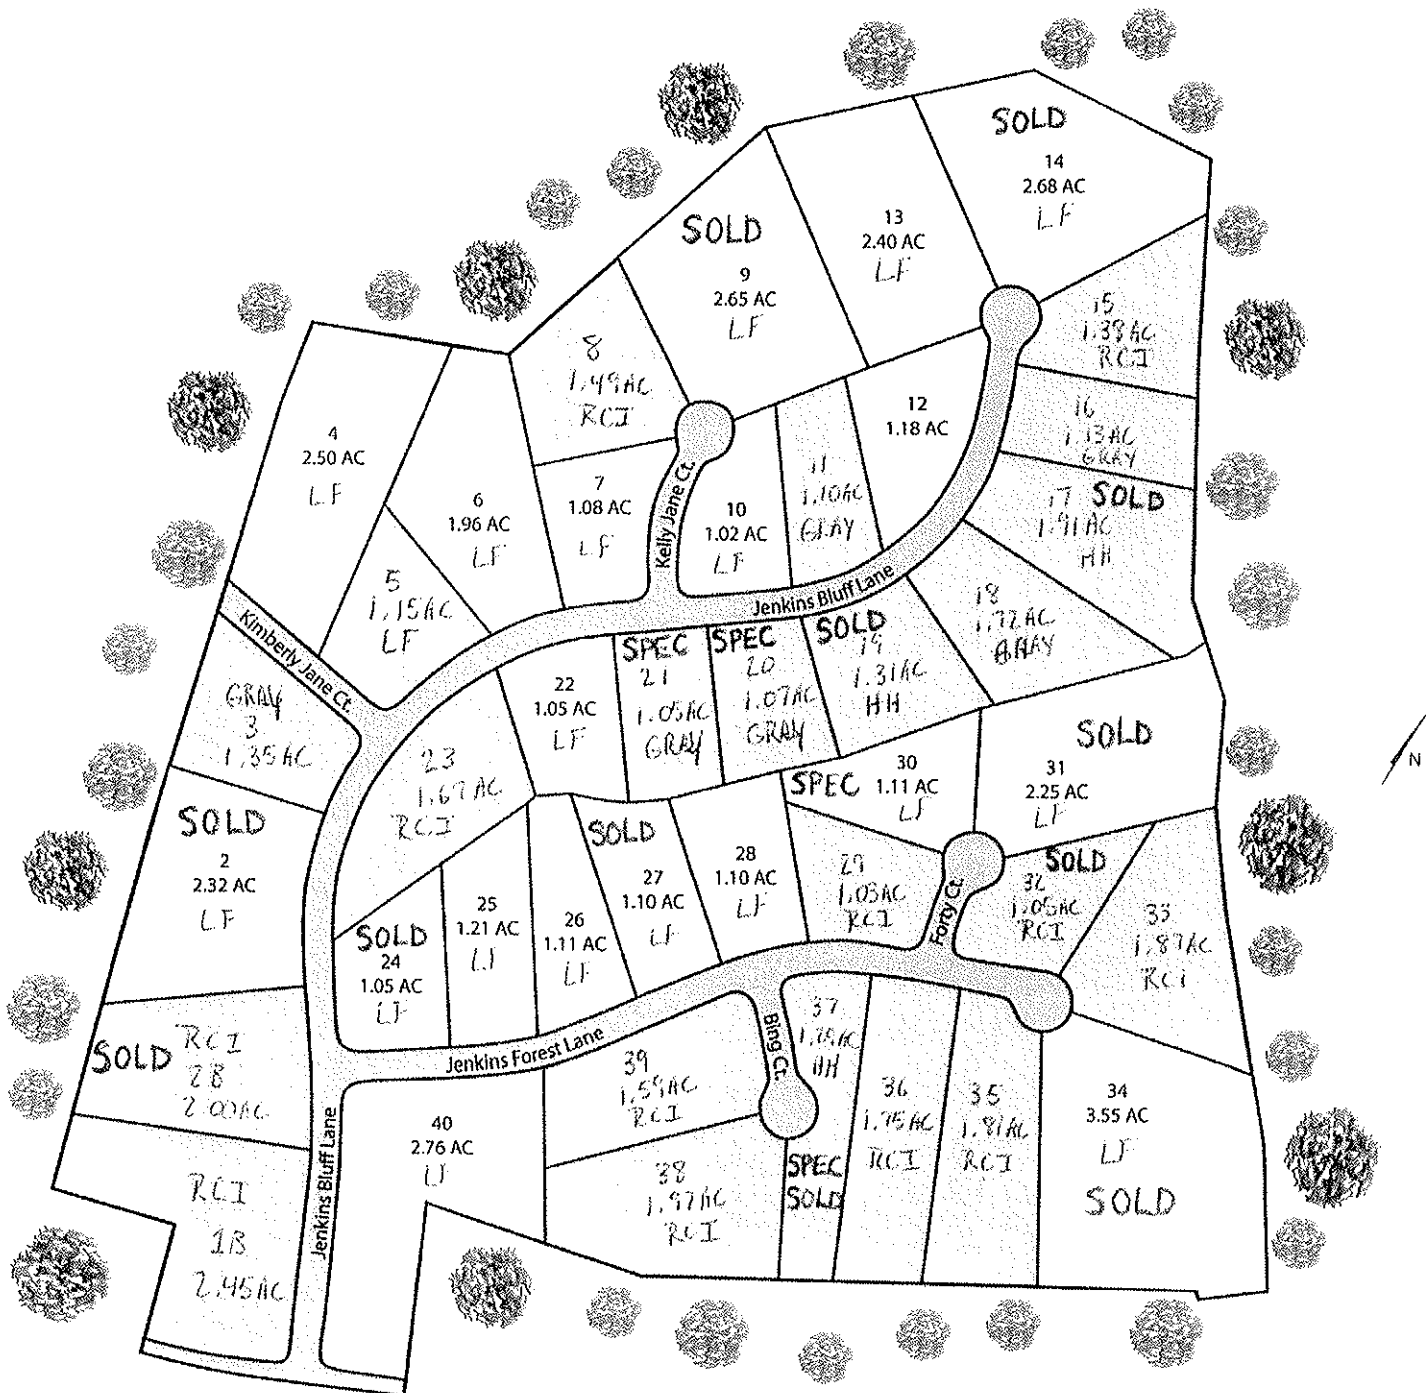 SOLD
14
2.68 AC
LF
13
2.40 AC
LF
SOLD
9
2.65 AC
LF
8
1.49AC
RCI
15
1.38AC
RCI
16
1.13AC
GRAY
17 SOLD
1.91AC
HH
12
1.18 AC
11
1.10AC
GRAY
10
1.02 AC
LF
7
1.08 AC
LF
6
1.96 AC
LF
4
2.50 AC
LF
5
1.15AC
LF
Kelly Jane Ct.
Jenkins Bluff Lane
Kimberly Jane Ct.
18
1.72AC
GRAY
SOLD
19
1.31AC
HH
SPEC
20
1.07AC
GRAY
SPEC
21
1.05AC
GRAY
22
1.05 AC
LF
23
1.67AC
RCI
GRAY
3
1.35AC
SOLD
2
2.32 AC
LF
SPEC
30
1.11 AC
LF
SOLD
31
2.25 AC
LF
N
SOLD
32
1.05AC
RCI
33
1.87AC
RCI
29
1.03AC
RCI
Forty Ct.
28
1.10 AC
LF
SOLD
27
1.10 AC
LF
26
1.11 AC
LF
25
1.21 AC
LF
SOLD
24
1.05 AC
LF
Jenkins Forest Lane
Bing Ct.
SOLD
RCI
2B
2.00AC
RCI
1B
2.45AC
Jenkins Bluff Lane
40
2.76 AC
LF
39
1.59AC
RCI
38
1.97AC
RCI
37
HH
SPEC
SOLD
36
1.95AC
RCI
35
1.81AC
RCI
34
3.55 AC
LF
SOLD